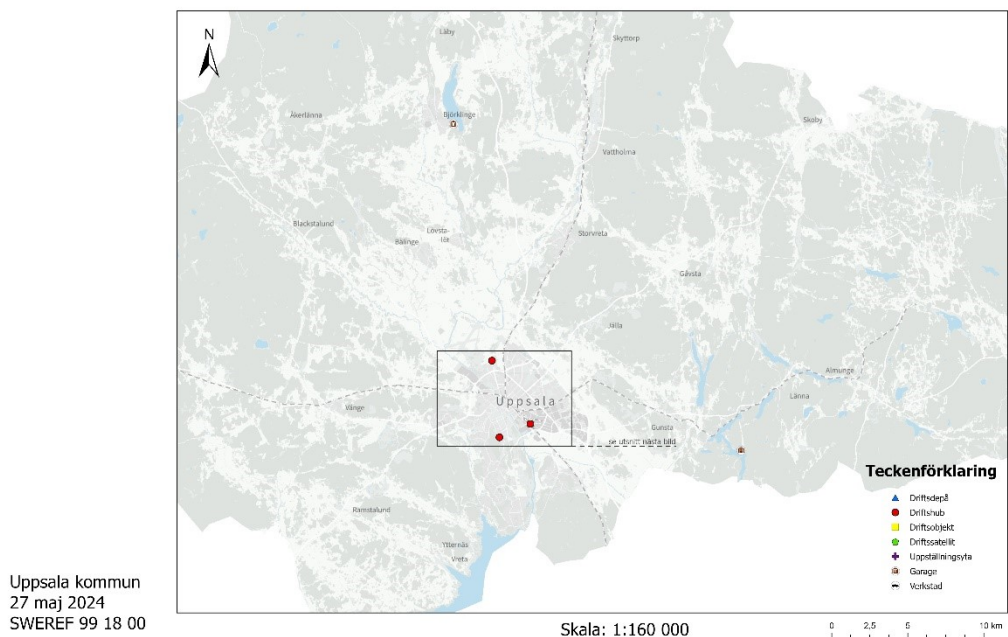 N
Läby
Skyttorp
Åkerlänna
Björklinge
Skoby
Vattholma
Blackstalund
Bälinge
Lövsta-
löt
Storvreta
Gåvsta
Jälla
Almunge
Länna
Uppsala
Vänge
Gunsta
se utsnitt nästa bild
Ramstalund
Ytternäs
Vreta
Teckenförklaring
Driftsdepå
Driftshub
Driftsobjekt
Driftssatellit
Uppställningsyta
Garage
Verkstad
Uppsala kommun
27 maj 2024
SWEREF 99 18 00
Skala: 1:160 000
0 2,5 5 10 km